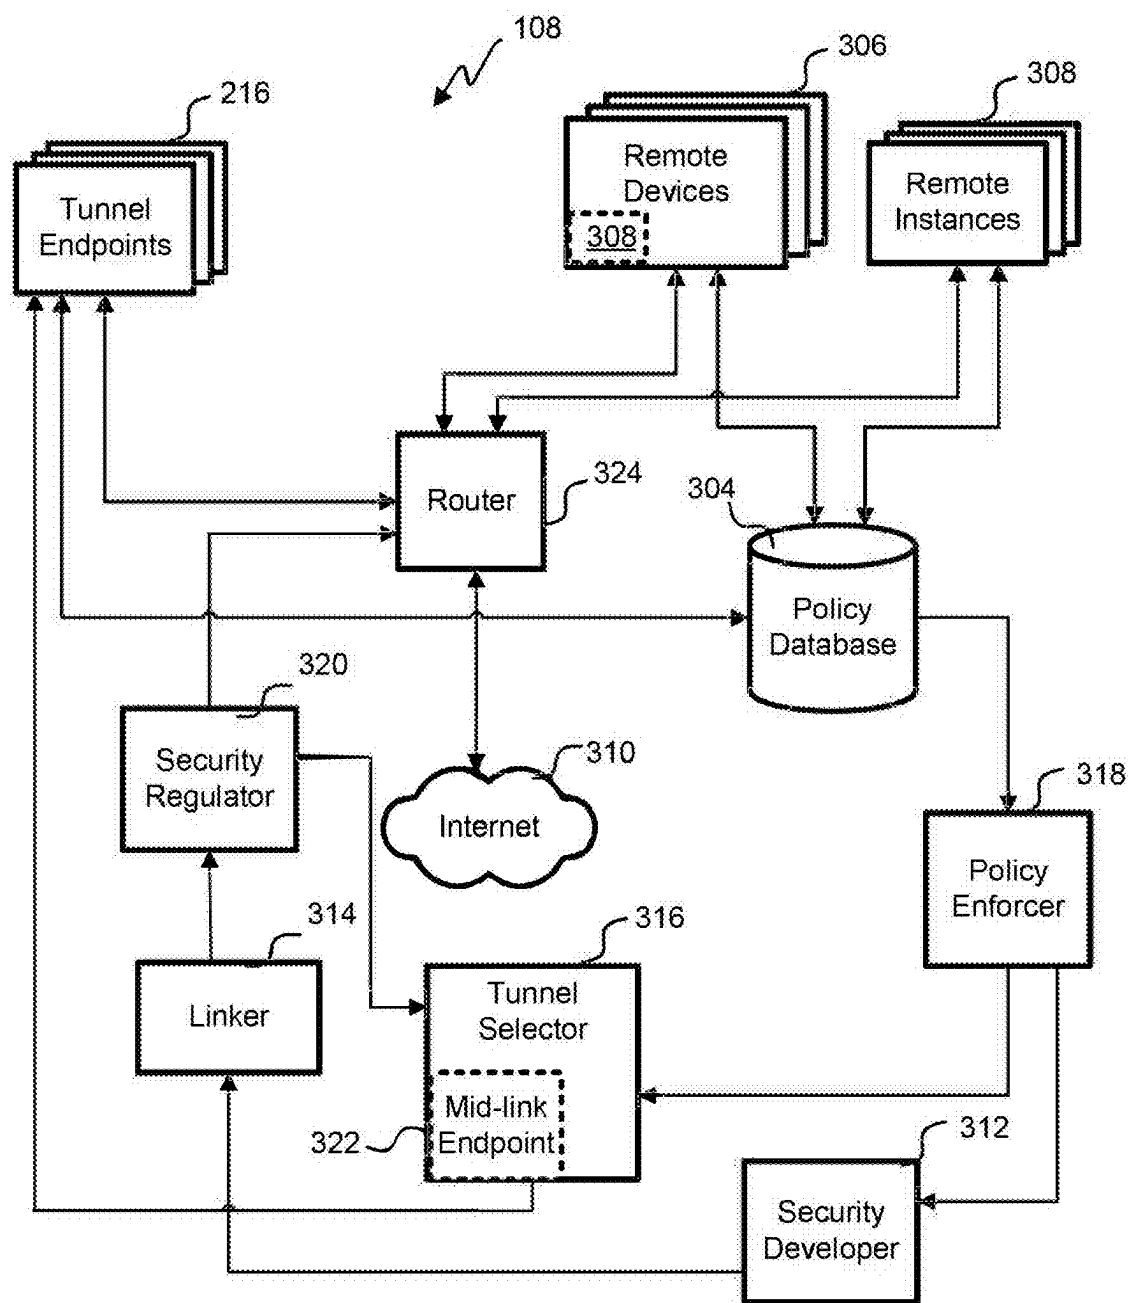 108
306
308
216
Remote
Devices
308
Remote
Instances
Tunnel
Endpoints
Router
324
304
Policy
Database
320
Security
Regulator
310
Internet
318
Policy
Enforcer
314
Linker
316
Tunnel
Selector
Mid-link
Endpoint
322
312
Security
Developer